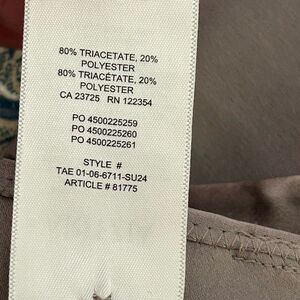 80% TRIACETATE, 20%
POLYESTER
80% TRIACÉTATE, 20%
POLYESTER
CA 23725 RN 122354
PO 4500225259
PO 4500225260
PO 4500225261
STYLE #
TAE 01-06-6711-SU24
ARTICLE # 81775